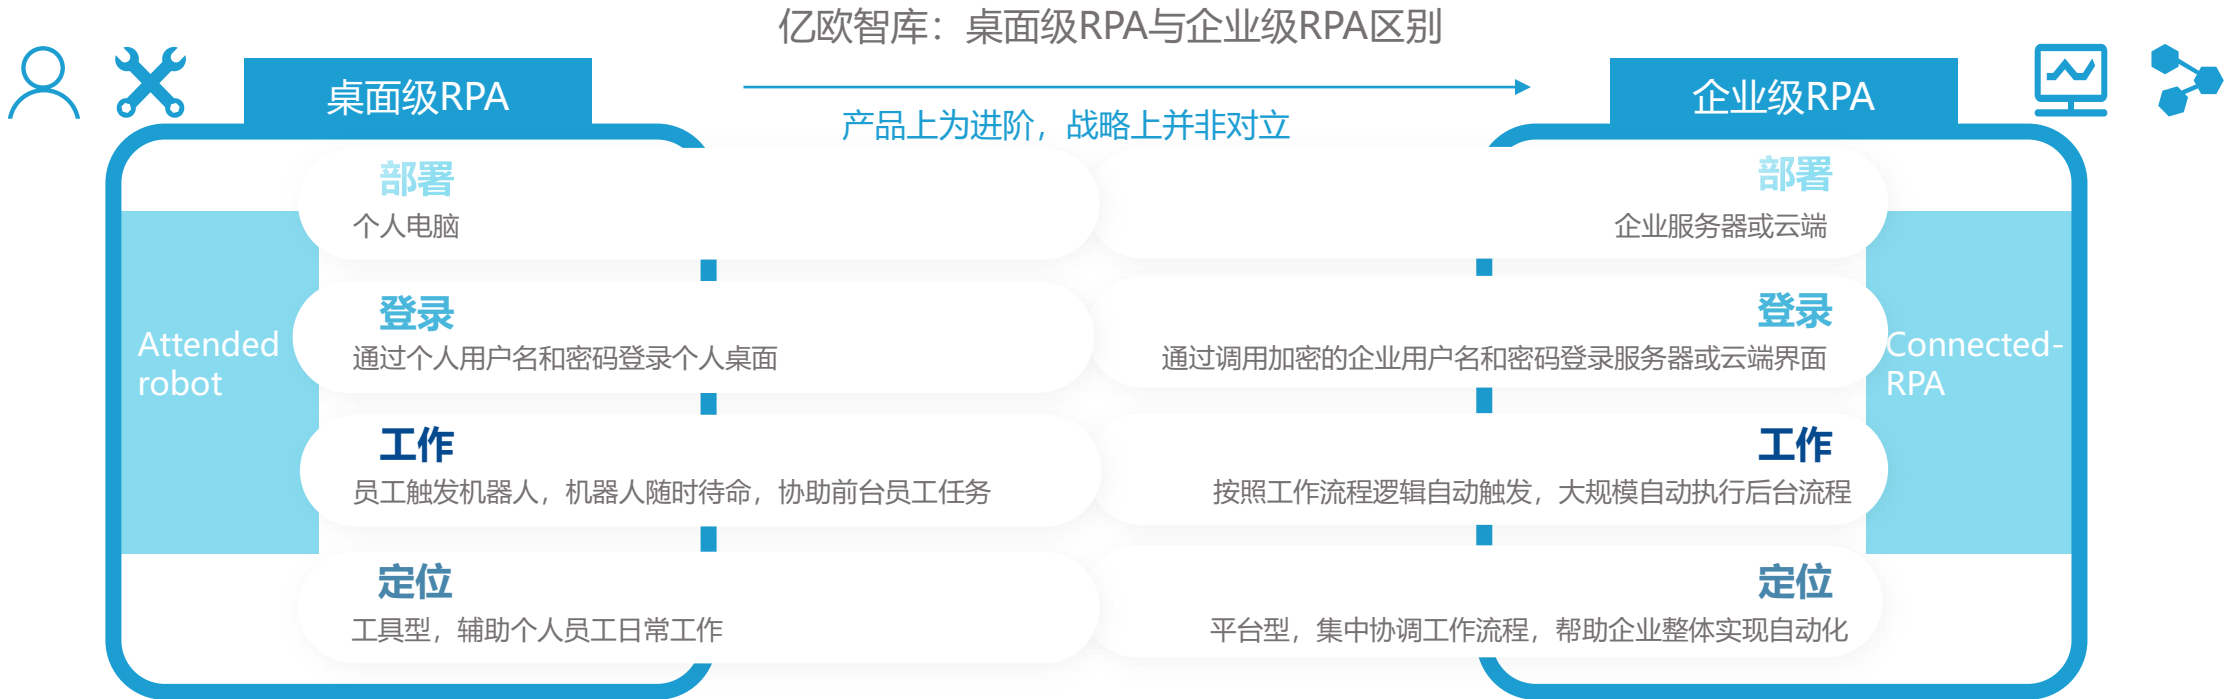 亿欧智库：桌面级RPA与企业级RPA区别
桌面级RPA
企业级RPA
产品上为进阶，战略上并非对立
部署
个人电脑
部署
企业服务器或云端
Attended
robot
登录
通过个人用户名和密码登录个人桌面
登录
通过调用加密的企业用户名和密码登录服务器或云端界面
Connected-
RPA
工作
员工触发机器人，机器人随时待命，协助前台员工任务
工作
按照工作流程逻辑自动触发，大规模自动执行后台流程
定位
工具型，辅助个人员工日常工作
定位
平台型，集中协调工作流程，帮助企业整体实现自动化